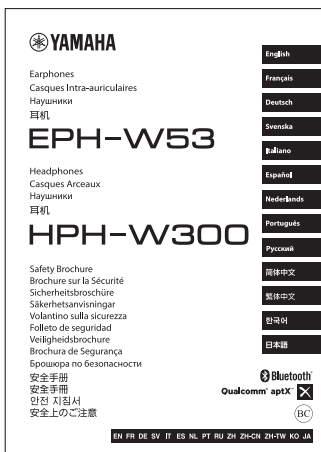 YAMAHA
Earphones
Casques Intra-auriculaires
Наушники
耳机
EPH-W53
Headphones
Casques Arceaux
Наушники
耳机
HPH-W300
Safety Brochure
Brochure sur la Sécurité
Sicherheitsbroschüre
Säkerhetsanvisningar
Volantino sulla sicurezza
Folleto de seguridad
Veiligheidsbrochure
Brochura de Segurança
Брошюра по безопасности
安全手册
安全手冊
안전 지침서
安全上のご注意
English
Français
Deutsch
Svenska
Italiano
Español
Nederlands
Português
Русский
简体中文
繁体中文
한국어
日本語
Bluetooth®
Qualcomm® aptX™
BC
EN FR DE SV IT ES NL PT RU ZH ZH-CN ZH-TW KO JA